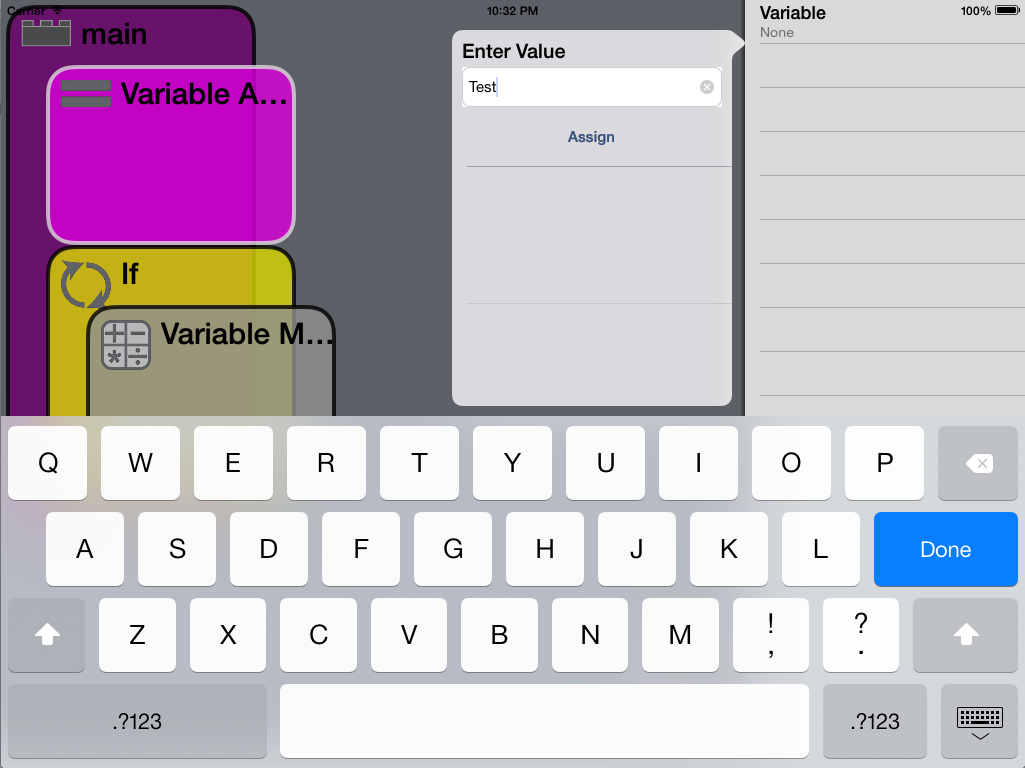 Carrier
10:32 PM
100%
main
Variable A...
If
Variable M...
Enter Value
Test
Assign
Variable
None
Q W E R T Y U I O P
A S D F G H J K L Done
Z X C V B N M ! , ? .
.?123 .?123